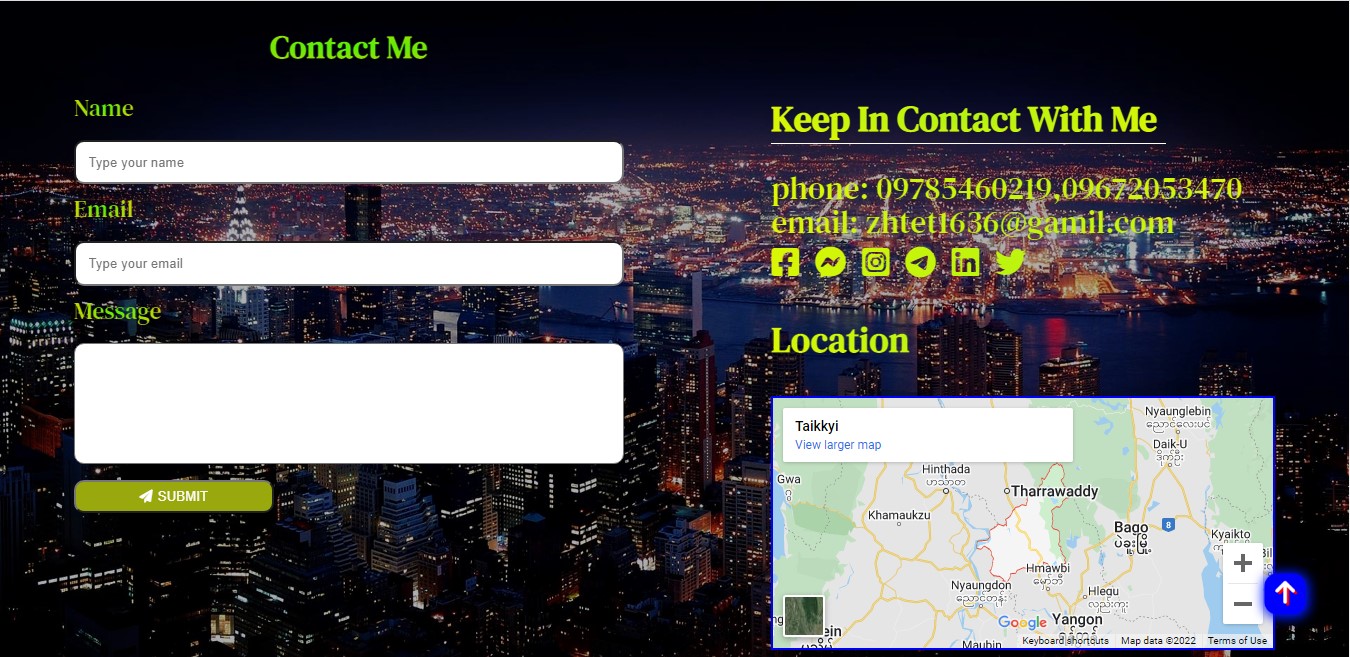 Contact Me
Name
Type your name
Email
Type your email
Message
SUBMIT
Keep In Contact With Me
phone: 09785460219,09672053470
email: zhtet1636@gamil.com
Location
Taikkyi
View larger map
Nyaunglebin
ညောင်လေးပင်
Daik-U
ဒိုက်ဦး
Gwa
ဂွ
Hinthada
ဟင်္သာတ
Tharrawaddy
Khamaukzu
Bago
ပဲခူးမြို့
8
Kyaikto
Hmawbi
မှော်ဘီ
Nyaungdon
ညောင်တုန်း
Hlegu
လှည်းကူး
Google
Yangon
Maubin
Keyboard shortcuts
Map data ©2022
Terms of Use